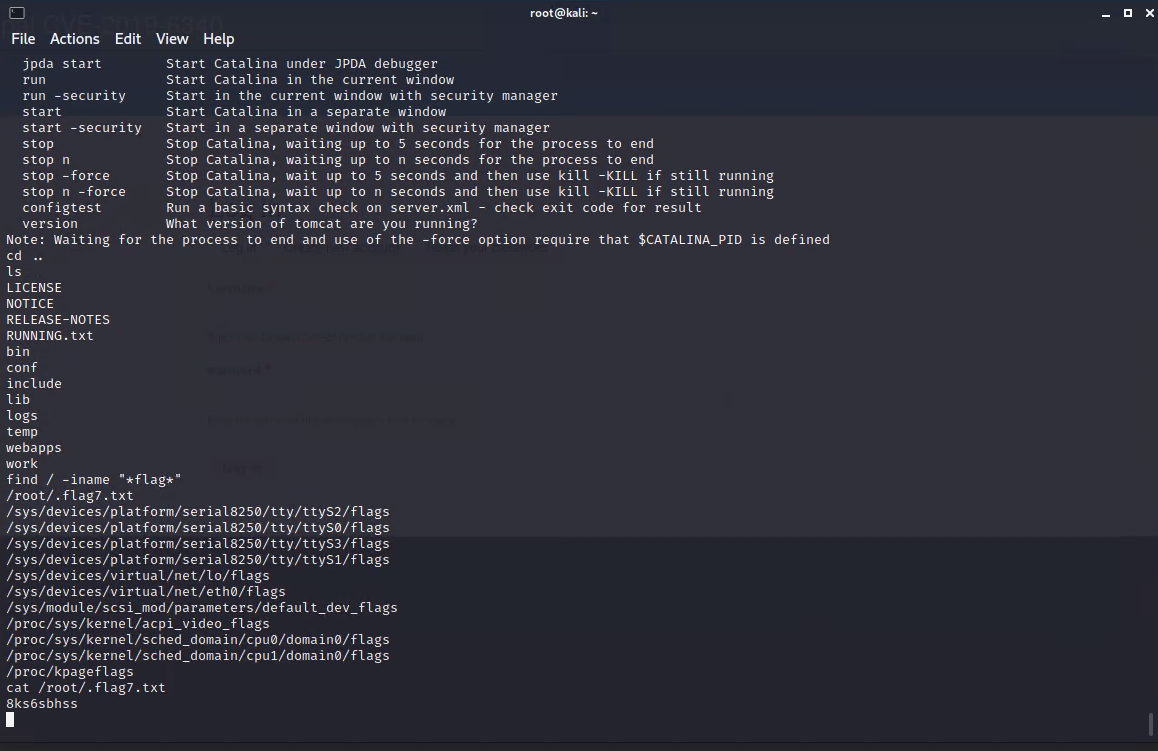 root@kali: ~
File Actions Edit View Help
jpda start Start Catalina under JPDA debugger
run Start Catalina in the current window
run -security Start in the current window with security manager
start Start Catalina in a separate window
start -security Start in a separate window with security manager
stop Stop Catalina, waiting up to 5 seconds for the process to end
stop n Stop Catalina, waiting up to n seconds for the process to end
stop -force Stop Catalina, wait up to 5 seconds and then use kill -KILL if still running
stop n -force Stop Catalina, wait up to n seconds and then use kill -KILL if still running
configtest Run a basic syntax check on server.xml - check exit code for result
version What version of tomcat are you running?
Note: Waiting for the process to end and use of the -force option require that $CATALINA_PID is defined
cd ..
ls
LICENSE
NOTICE
RELEASE-NOTES
RUNNING.txt
bin
conf
include
lib
logs
temp
webapps
work
find / -iname "*flag*"
/root/.flag7.txt
/sys/devices/platform/serial8250/tty/ttyS2/flags
/sys/devices/platform/serial8250/tty/ttyS0/flags
/sys/devices/platform/serial8250/tty/ttyS3/flags
/sys/devices/platform/serial8250/tty/ttyS1/flags
/sys/devices/virtual/net/lo/flags
/sys/devices/virtual/net/eth0/flags
/sys/module/scsi_mod/parameters/default_dev_flags
/proc/sys/kernel/acpi_video_flags
/proc/sys/kernel/sched_domain/cpu0/domain0/flags
/proc/sys/kernel/sched_domain/cpu1/domain0/flags
/proc/kpageflags
cat /root/.flag7.txt
8ks6sbhss